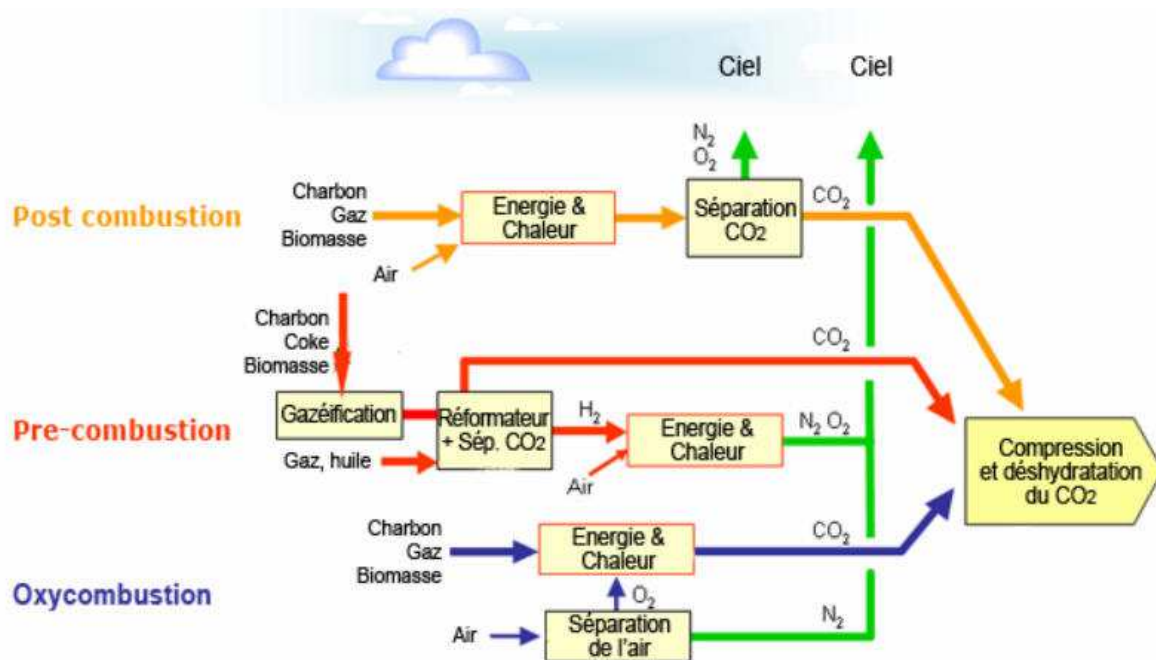 Ciel
Ciel
N2
O2
Post combustion
Charbon
Gaz
Biomasse
Air
Energie &
Chaleur
Séparation
CO2
CO2
Charbon
Coke
Biomasse
CO2
Pre-combustion
Gazéification
Gaz, huile
Réformateur
+ Sép. CO2
H2
Air
Energie &
Chaleur
N2 O2
Compression
et déshydratation
du CO2
Oxycombustion
Charbon
Gaz
Biomasse
Energie &
Chaleur
CO2
O2
Air
Séparation
de l'air
N2